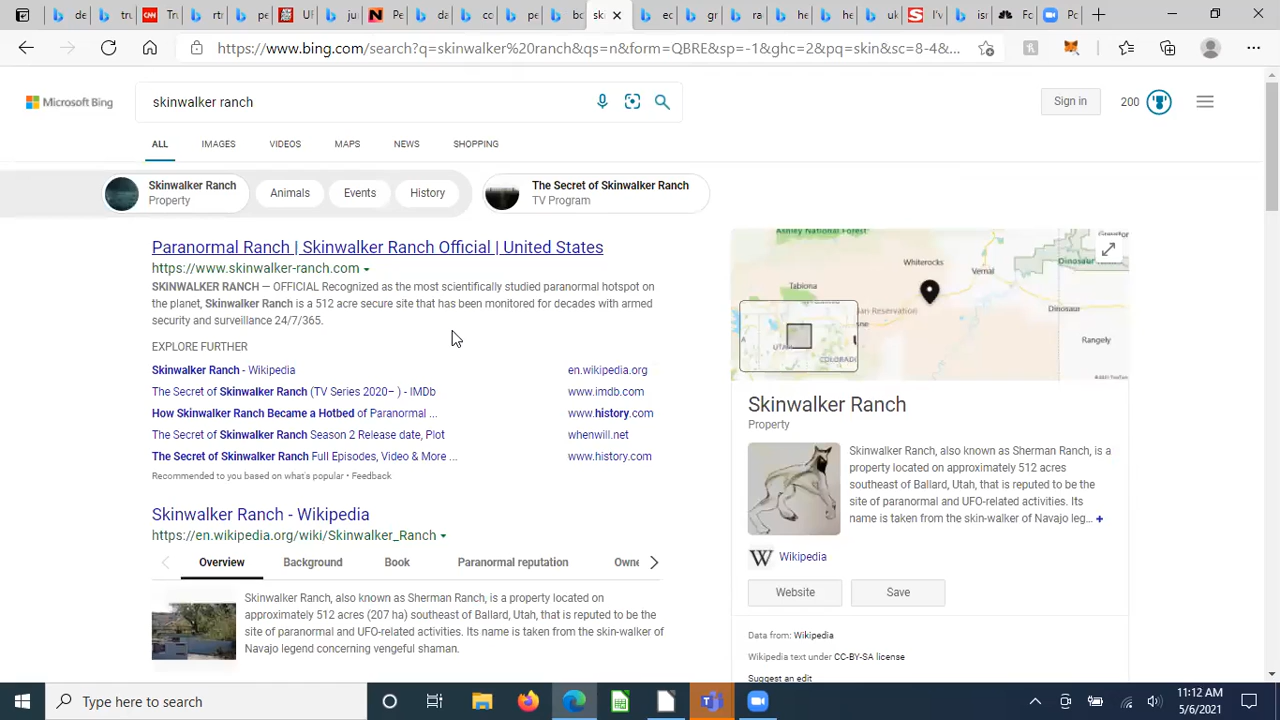 https://www.bing.com/search?q=skinwalker%20ranch&qs=n&form=QBRE&sp=-1&ghc=2&pq=skin&sc=8-4&...
Microsoft Bing
skinwalker ranch
Sign in
200
ALL
IMAGES
VIDEOS
MAPS
NEWS
SHOPPING
Skinwalker Ranch
Property
Animals
Events
History
The Secret of Skinwalker Ranch
TV Program
Paranormal Ranch | Skinwalker Ranch Official | United States
https://www.skinwalker-ranch.com
SKINWALKER RANCH — OFFICIAL Recognized as the most scientifically studied paranormal hotspot on
the planet, Skinwalker Ranch is a 512 acre secure site that has been monitored for decades with armed
security and surveillance 24/7/365.
EXPLORE FURTHER
Skinwalker Ranch - Wikipedia en.wikipedia.org
The Secret of Skinwalker Ranch (TV Series 2020– ) - IMDb www.imdb.com
How Skinwalker Ranch Became a Hotbed of Paranormal ... www.history.com
The Secret of Skinwalker Ranch Season 2 Release date, Plot whenwill.net
The Secret of Skinwalker Ranch Full Episodes, Video & More ... www.history.com
Recommended to you based on what's popular • Feedback
Skinwalker Ranch - Wikipedia
https://en.wikipedia.org/wiki/Skinwalker_Ranch
Overview
Background
Book
Paranormal reputation
Owne
Skinwalker Ranch, also known as Sherman Ranch, is a property located on
approximately 512 acres (207 ha) southeast of Ballard, Utah, that is reputed to be the
site of paranormal and UFO-related activities. Its name is taken from the skin-walker of
Navajo legend concerning vengeful shaman.
Ashley National Forest
Whiterocks
Vernal
Dinosaur
Tabiona
Reservation
Dinosaur
Rangely
UTAH
COLORADO
Skinwalker Ranch
Property
Skinwalker Ranch, also known as Sherman Ranch, is a
property located on approximately 512 acres
southeast of Ballard, Utah, that is reputed to be the
site of paranormal and UFO-related activities. Its
name is taken from the skin-walker of Navajo leg... +
W Wikipedia
Website
Save
Data from: Wikipedia
Wikipedia text under CC-BY-SA license
Suggest an edit
Type here to search
11:12 AM
5/6/2021